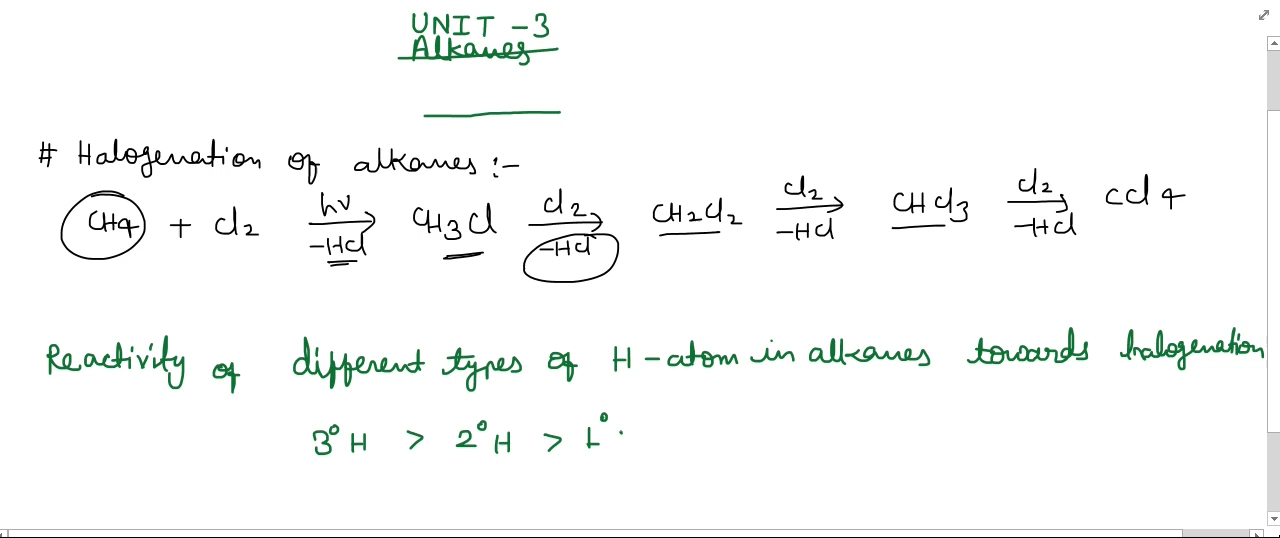 UNIT -3
Alkanes
# Halogenation of alkanes :-
CH4 + Cl2 hν → -HCl CH3Cl Cl2 → -HCl CH2Cl2 Cl2 → -HCl CHCl3 Cl2 → -HCl CCl4
Reactivity of different types of H-atom in alkanes towards halogenation
3° H > 2° H > 1° .